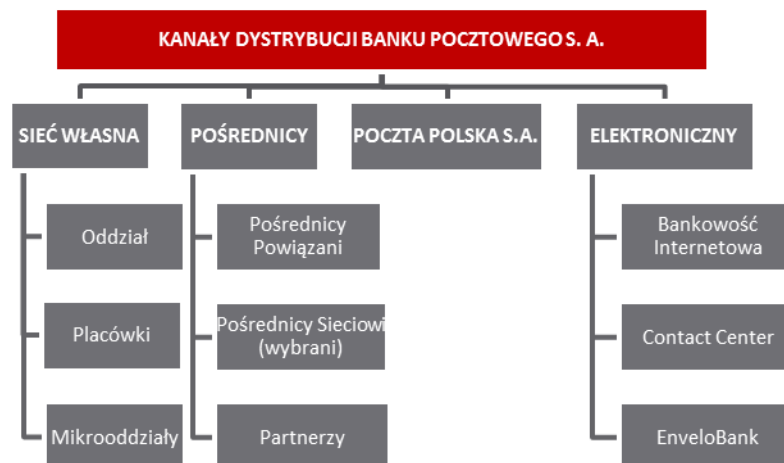 KANAŁY DYSTRYBUCJI BANKU POCZTOWEGO S. A.
SIEĆ WŁASNA
POŚREDNICY
POCZTA POLSKA S.A.
ELEKTRONICZNY
Oddział
Placówki
Mikrooddziały
Pośrednicy
Powiązani
Pośrednicy Sieciowi
(wybrani)
Partnerzy
Bankowość
Internetowa
Contact Center
EnveloBank